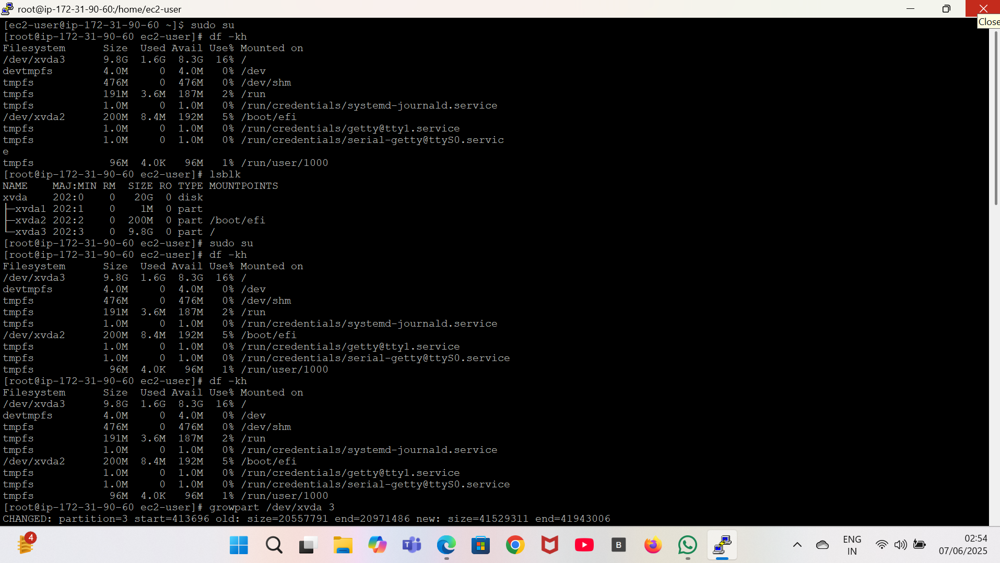 root@ip-172-31-90-60:/home/ec2-user
Close
[ec2-user@ip-172-31-90-60 ~]$ sudo su
[root@ip-172-31-90-60 ec2-user]# df -kh
Filesystem      Size  Used Avail Use% Mounted on
/dev/xvda3      9.8G  1.6G  8.3G  16% /
devtmpfs        4.0M     0  4.0M   0% /dev
tmpfs           476M     0  476M   0% /dev/shm
tmpfs           191M  3.6M  187M   2% /run
tmpfs           1.0M     0  1.0M   0% /run/credentials/systemd-journald.service
/dev/xvda2      200M  8.4M  192M   5% /boot/efi
tmpfs           1.0M     0  1.0M   0% /run/credentials/getty@tty1.service
tmpfs           1.0M     0  1.0M   0% /run/credentials/serial-getty@ttyS0.servic
e
tmpfs            96M  4.0K   96M   1% /run/user/1000
[root@ip-172-31-90-60 ec2-user]# lsblk
NAME    MAJ:MIN RM  SIZE RO TYPE MOUNTPOINTS
xvda    202:0    0   20G  0 disk
├─xvda1 202:1    0    1M  0 part
├─xvda2 202:2    0  200M  0 part /boot/efi
└─xvda3 202:3    0  9.8G  0 part /
[root@ip-172-31-90-60 ec2-user]# sudo su
[root@ip-172-31-90-60 ec2-user]# df -kh
Filesystem      Size  Used Avail Use% Mounted on
/dev/xvda3      9.8G  1.6G  8.3G  16% /
devtmpfs        4.0M     0  4.0M   0% /dev
tmpfs           476M     0  476M   0% /dev/shm
tmpfs           191M  3.6M  187M   2% /run
tmpfs           1.0M     0  1.0M   0% /run/credentials/systemd-journald.service
/dev/xvda2      200M  8.4M  192M   5% /boot/efi
tmpfs           1.0M     0  1.0M   0% /run/credentials/getty@tty1.service
tmpfs           1.0M     0  1.0M   0% /run/credentials/serial-getty@ttyS0.service
tmpfs            96M  4.0K   96M   1% /run/user/1000
[root@ip-172-31-90-60 ec2-user]# df -kh
Filesystem      Size  Used Avail Use% Mounted on
/dev/xvda3      9.8G  1.6G  8.3G  16% /
devtmpfs        4.0M     0  4.0M   0% /dev
tmpfs           476M     0  476M   0% /dev/shm
tmpfs           191M  3.6M  187M   2% /run
tmpfs           1.0M     0  1.0M   0% /run/credentials/systemd-journald.service
/dev/xvda2      200M  8.4M  192M   5% /boot/efi
tmpfs           1.0M     0  1.0M   0% /run/credentials/getty@tty1.service
tmpfs           1.0M     0  1.0M   0% /run/credentials/serial-getty@ttyS0.service
tmpfs            96M  4.0K   96M   1% /run/user/1000
[root@ip-172-31-90-60 ec2-user]# growpart /dev/xvda 3
CHANGED: partition=3 start=413696 old: size=20557791 end=20971486 new: size=41529311 end=41943006
4
B
ENG
IN
02:54
07/06/2025